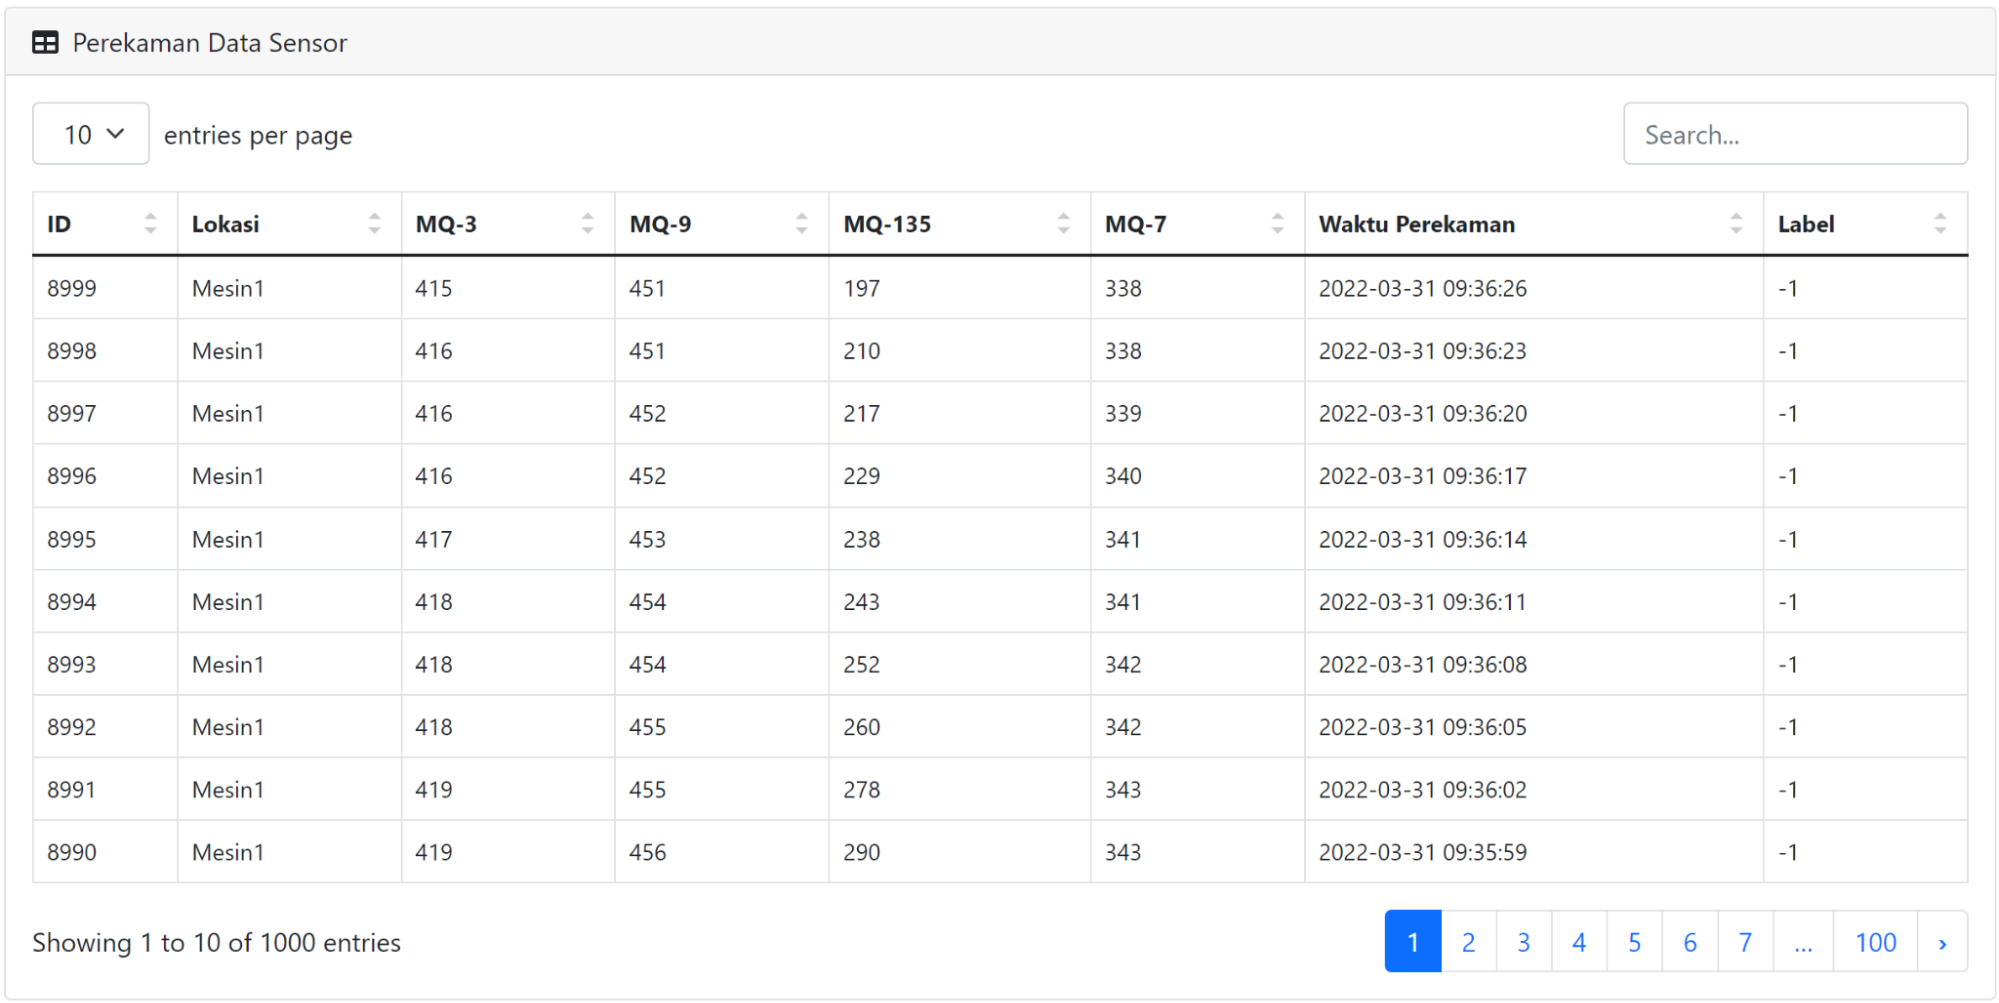 Perekaman Data Sensor
10 entries per page Search...
ID Lokasi MQ-3 MQ-9 MQ-135 MQ-7 Waktu Perekaman Label
8999 Mesin1 415 451 197 338 2022-03-31 09:36:26 -1
8998 Mesin1 416 451 210 338 2022-03-31 09:36:23 -1
8997 Mesin1 416 452 217 339 2022-03-31 09:36:20 -1
8996 Mesin1 416 452 229 340 2022-03-31 09:36:17 -1
8995 Mesin1 417 453 238 341 2022-03-31 09:36:14 -1
8994 Mesin1 418 454 243 341 2022-03-31 09:36:11 -1
8993 Mesin1 418 454 252 342 2022-03-31 09:36:08 -1
8992 Mesin1 418 455 260 342 2022-03-31 09:36:05 -1
8991 Mesin1 419 455 278 343 2022-03-31 09:36:02 -1
8990 Mesin1 419 456 290 343 2022-03-31 09:35:59 -1
Showing 1 to 10 of 1000 entries 1 2 3 4 5 6 7 ... 100 ›